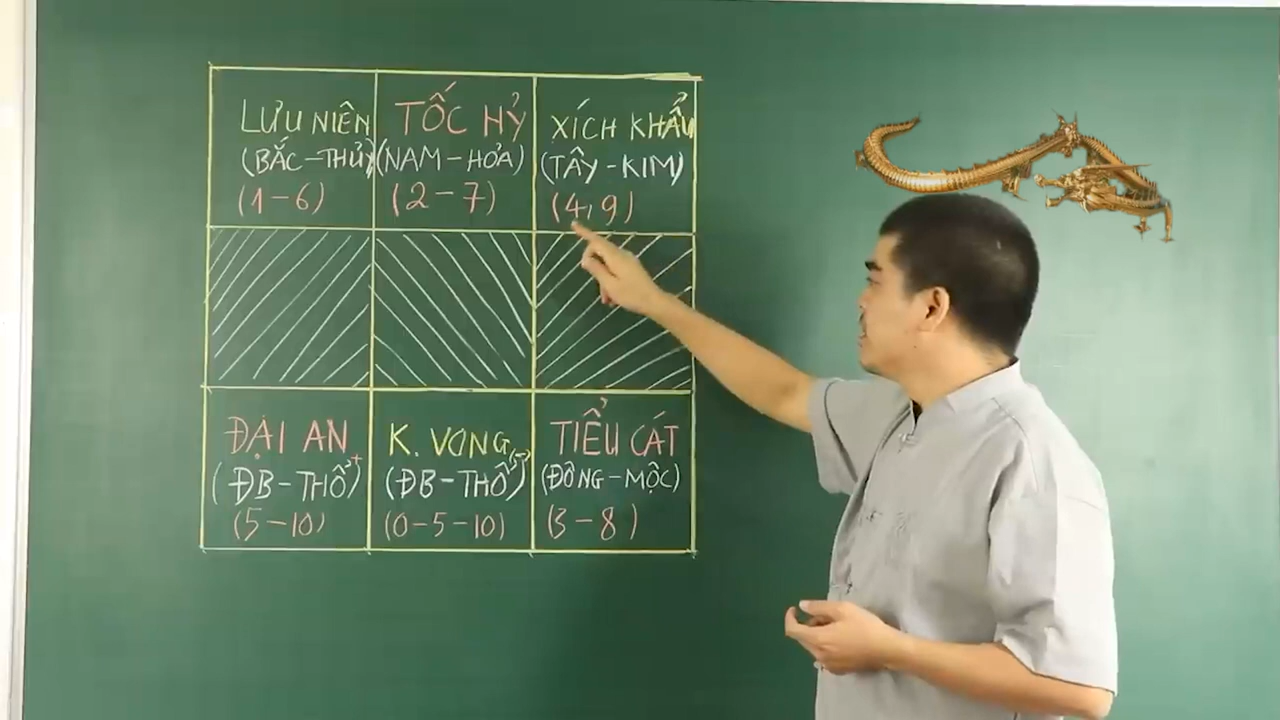 LƯU NIÊN
(BẮC-THỦY)
(1-6)
TỐC HỶ
(NAM-HỎA)
(2-7)
XÍCH KHẨU
(TÂY-KIM)
(4,9)
ĐẠI AN
(ĐB-THỔ+)
(5-10)
K. VONG
(ĐB-THỔ(-))
(0-5-10)
TIỂU CÁT
(ĐÔNG-MỘC)
(3-8)